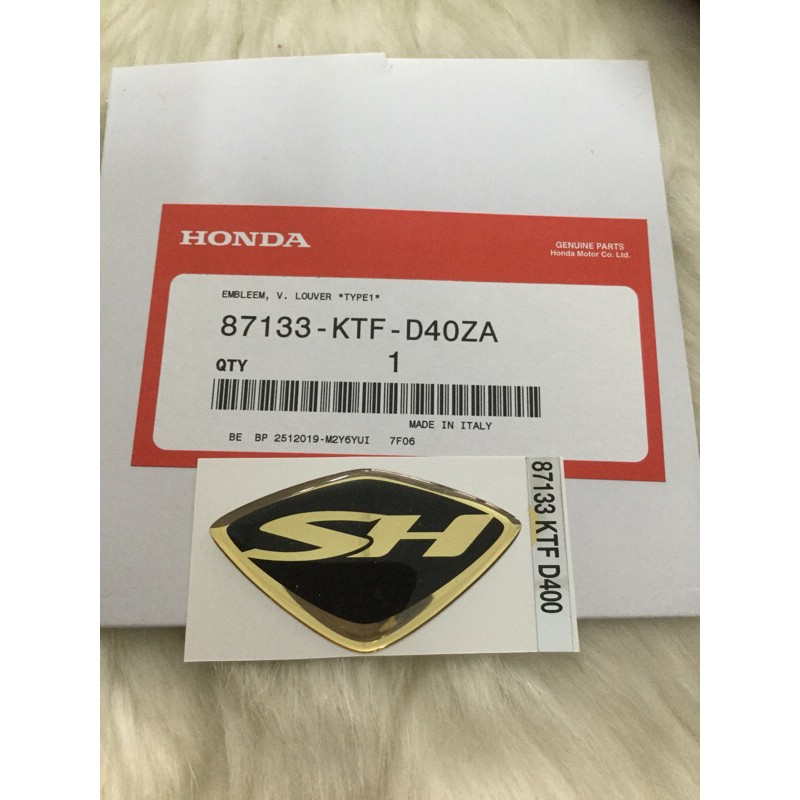 HONDA
GENUINE PARTS
Honda Motor Co. Ltd.
EMBLEEM, V. LOUVER *TYPE1*
87133-KTF-D40ZA
QTY 1
MADE IN ITALY
BE BP 2512019-M2Y6YUI 7F06
SH
87133 KTF D400